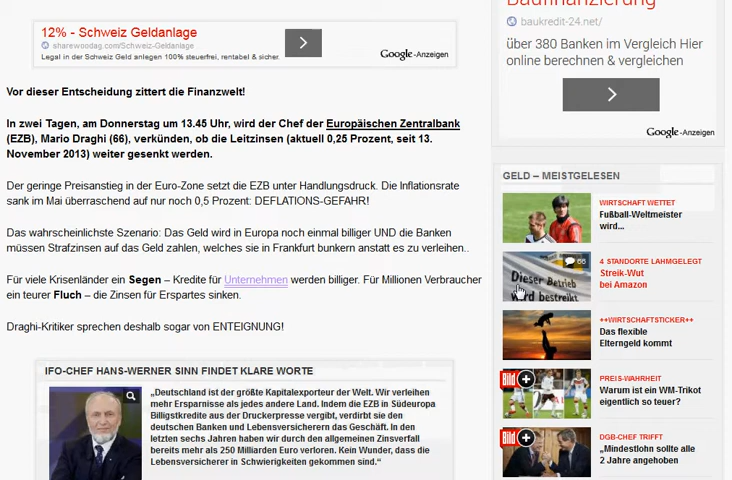 12% - Schweiz Geldanlage
sharewoodag.com/Schweiz-Geldanlage
Legal in der Schweiz Geld anlegen 100% steuerfrei, rentabel & sicher.
Google-Anzeigen
Vor dieser Entscheidung zittert die Finanzwelt!
In zwei Tagen, am Donnerstag um 13.45 Uhr, wird der Chef der Europäischen Zentralbank
(EZB), Mario Draghi (66), verkünden, ob die Leitzinsen (aktuell 0,25 Prozent, seit 13.
November 2013) weiter gesenkt werden.
Der geringe Preisanstieg in der Euro-Zone setzt die EZB unter Handlungsdruck. Die Inflationsrate
sank im Mai überraschend auf nur noch 0,5 Prozent: DEFLATIONS-GEFAHR!
Das wahrscheinlichste Szenario: Das Geld wird in Europa noch einmal billiger UND die Banken
müssen Strafzinsen auf das Geld zahlen, welches sie in Frankfurt bunkern anstatt es zu verleihen..
Für viele Krisenländer ein Segen – Kredite für Unternehmen werden billiger. Für Millionen Verbraucher
ein teurer Fluch – die Zinsen für Erspartes sinken.
Draghi-Kritiker sprechen deshalb sogar von ENTEIGNUNG!
IFO-CHEF HANS-WERNER SINN FINDET KLARE WORTE
„Deutschland ist der größte Kapitalexporteur der Welt. Wir verleihen
mehr Ersparnisse als jedes andere Land. Indem die EZB in Südeuropa
Billigstkredite aus der Druckerpresse vergibt, verdirbt sie den
deutschen Banken und Lebensversicherern das Geschäft. In den
letzten sechs Jahren haben wir durch den allgemeinen Zinsverfall
bereits mehr als 250 Milliarden Euro verloren. Kein Wunder, dass die
Lebensversicherer in Schwierigkeiten gekommen sind.“
Baufinanzierung
baukredit-24.net/
über 380 Banken im Vergleich Hier
online berechnen & vergleichen
Google-Anzeigen
GELD – MEISTGELESEN
WIRTSCHAFT WETTET
Fußball-Weltmeister
wird...
66
Dieser Betrieb
wird bestreikt
4 STANDORTE LAHMGELEGT
Streik-Wut
bei Amazon
++WIRTSCHAFTSTICKER++
Das flexible
Elterngeld kommt
Bild
PREIS-WAHRHEIT
Warum ist ein WM-Trikot
eigentlich so teuer?
Bild
DGB-CHEF TRIFFT
„Mindestlohn sollte alle
2 Jahre angehoben